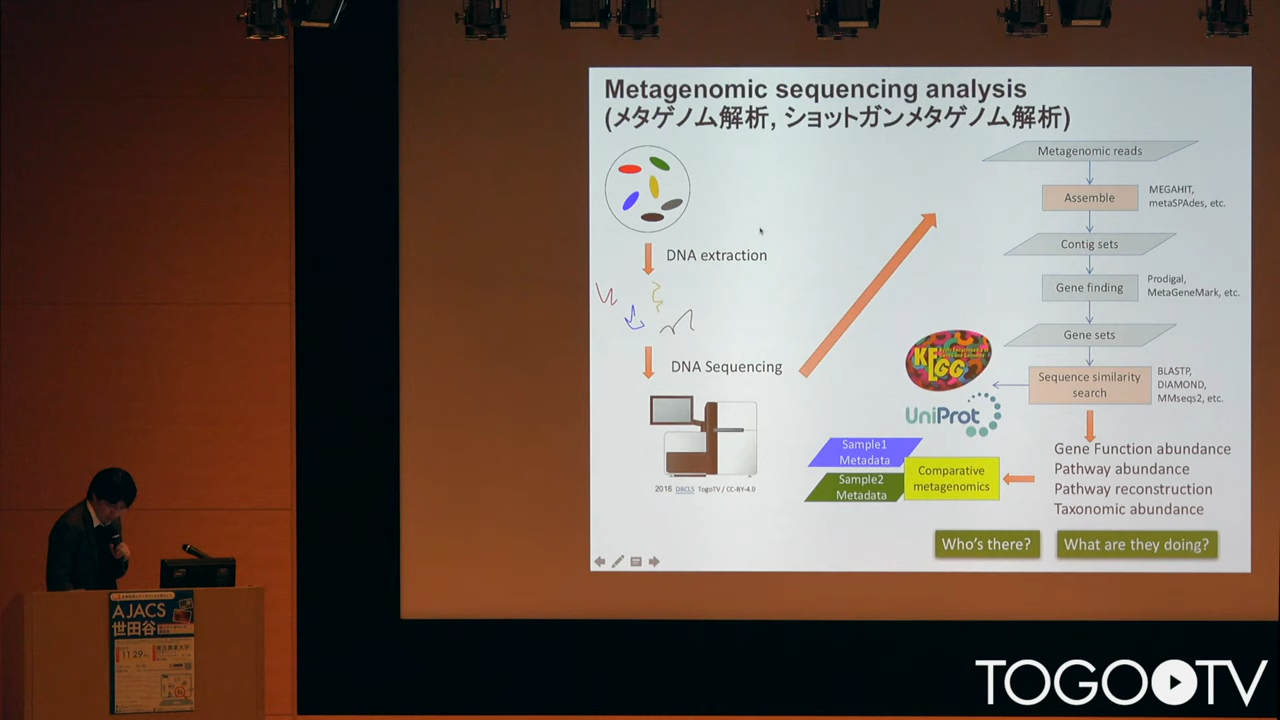 Metagenomic sequencing analysis
(メタゲノム解析, ショットガンメタゲノム解析)
DNA extraction
DNA Sequencing
2016 DBCLS TogoTV / CC-BY-4.0
Metagenomic reads
Assemble
MEGAHIT,
metaSPAdes, etc.
Contig sets
Gene finding
Prodigal,
MetaGeneMark, etc.
Gene sets
Sequence similarity
search
BLASTP,
DIAMOND,
MMseqs2, etc.
KEGG
UniProt
Gene Function abundance
Pathway abundance
Pathway reconstruction
Taxonomic abundance
Comparative
metagenomics
Sample1
Metadata
Sample2
Metadata
Who's there?
What are they doing?
AJACS
世田谷
11.29
TOGOTV